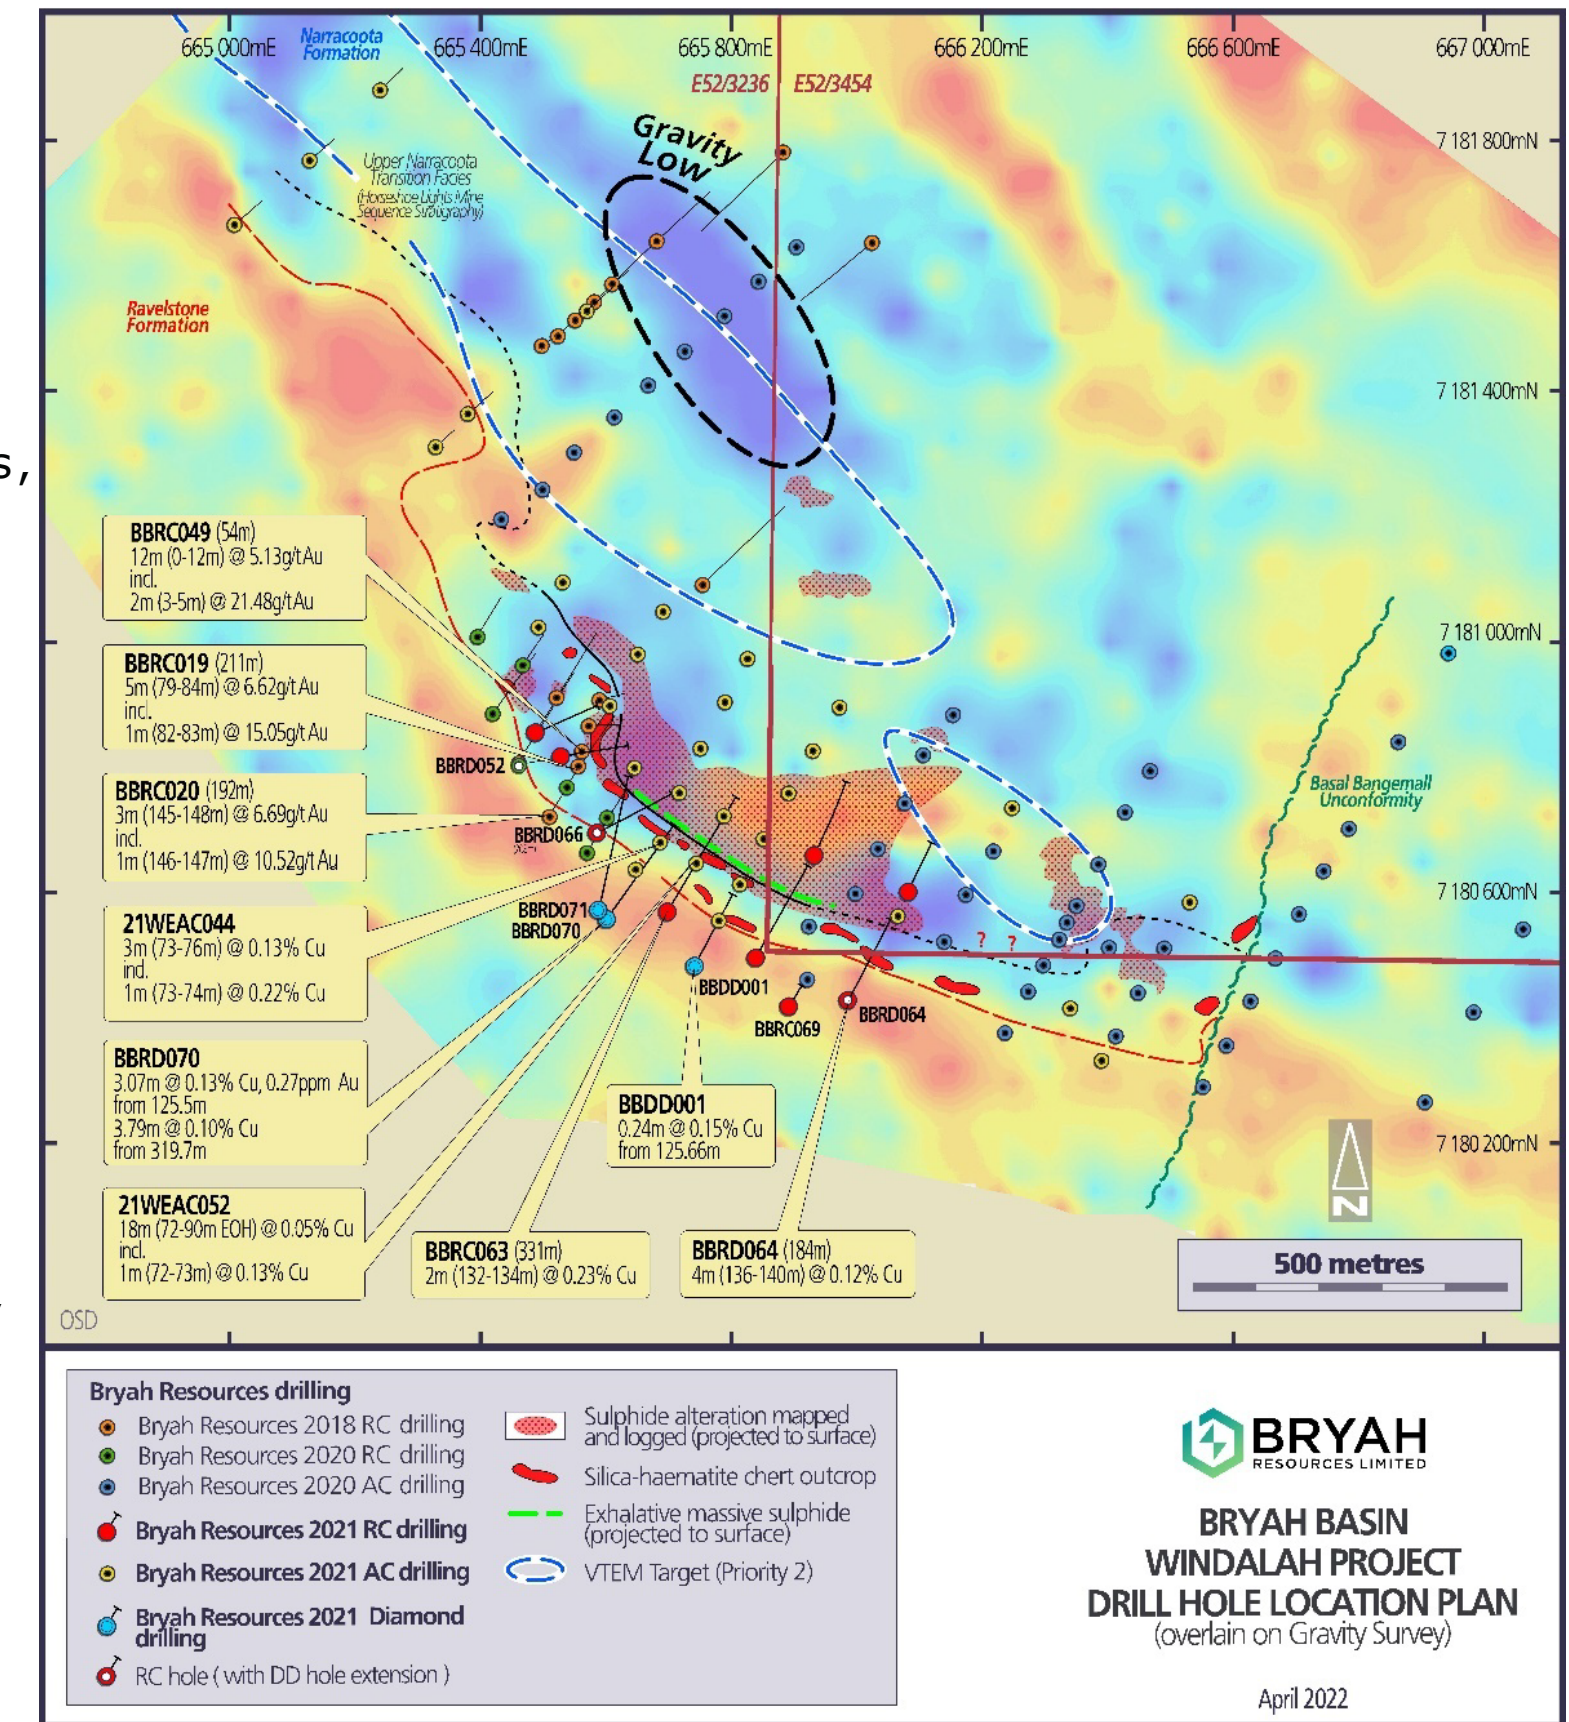 665 000mE
Narracoota
Formation
665 400mE
665 800mE
666 200mE
666 600mE
667 000mE
E52/3236
E52/3454
Gravity
Low
7 181 800mN
Upper Narracoota
Transition Facies
(Horseshoe Lights Mine
Sequence Stratigraphy)
Ravelstone
Formation
7 181 400mN
s,
BBRC049 (54m)
12m (0-12m) @ 5.13g/t Au
incl.
2m (3-5m) @ 21.48g/t Au
7 181 000mN
BBRC019 (211m)
5m (79-84m) @ 6.62g/t Au
incl.
1m (82-83m) @ 15.05g/t Au
BBRD052
Basal Bangemall
Unconformity
BBRC020 (192m)
3m (145-148m) @ 6.69g/t Au
incl.
1m (146-147m) @ 10.52g/t Au
BBRD066
7 180 600mN
21WEAC044
3m (73-76m) @ 0.13% Cu
incl.
1m (73-74m) @ 0.22% Cu
BBRD071
BBRD070
? ?
BBDD001
BBRC069
BBRD064
BBRD070
3.07m @ 0.13% Cu, 0.27ppm Au
from 125.5m
3.79m @ 0.10% Cu
from 319.7m
BBDD001
0.24m @ 0.15% Cu
from 125.66m
7 180 200mN
N
21WEAC052
18m (72-90m EOH) @ 0.05% Cu
incl.
1m (72-73m) @ 0.13% Cu
BBRC063 (331m)
2m (132-134m) @ 0.23% Cu
BBRD064 (184m)
4m (136-140m) @ 0.12% Cu
500 metres
OSD
Bryah Resources drilling
Bryah Resources 2018 RC drilling
Bryah Resources 2020 RC drilling
Bryah Resources 2020 AC drilling
Bryah Resources 2021 RC drilling
Bryah Resources 2021 AC drilling
Bryah Resources 2021 Diamond
drilling
RC hole ( with DD hole extension )
Sulphide alteration mapped
and logged (projected to surface)
Silica-haematite chert outcrop
Exhalative massive sulphide
(projected to surface)
VTEM Target (Priority 2)
BRYAH
RESOURCES LIMITED
BRYAH BASIN
WINDALAH PROJECT
DRILL HOLE LOCATION PLAN
(overlain on Gravity Survey)
April 2022